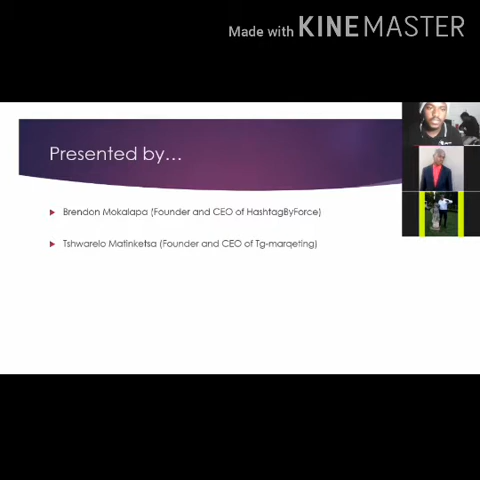 Made with KINEMASTER
Presented by...
Brendon Mokalapa (Founder and CEO of HashtagByForce)
Tshwarelo Matinketsa (Founder and CEO of Tg-marqeting)